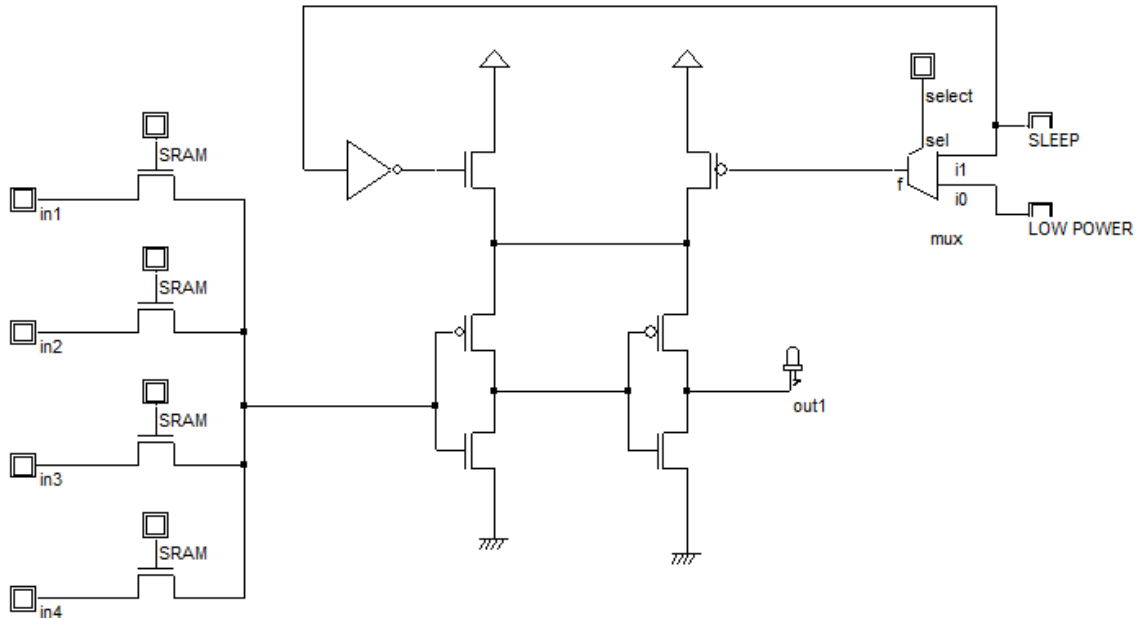 select
SRAM
sel
SLEEP
f
i1
in1
i0
LOW POWER
mux
SRAM
in2
SRAM
out1
in3
SRAM
in4